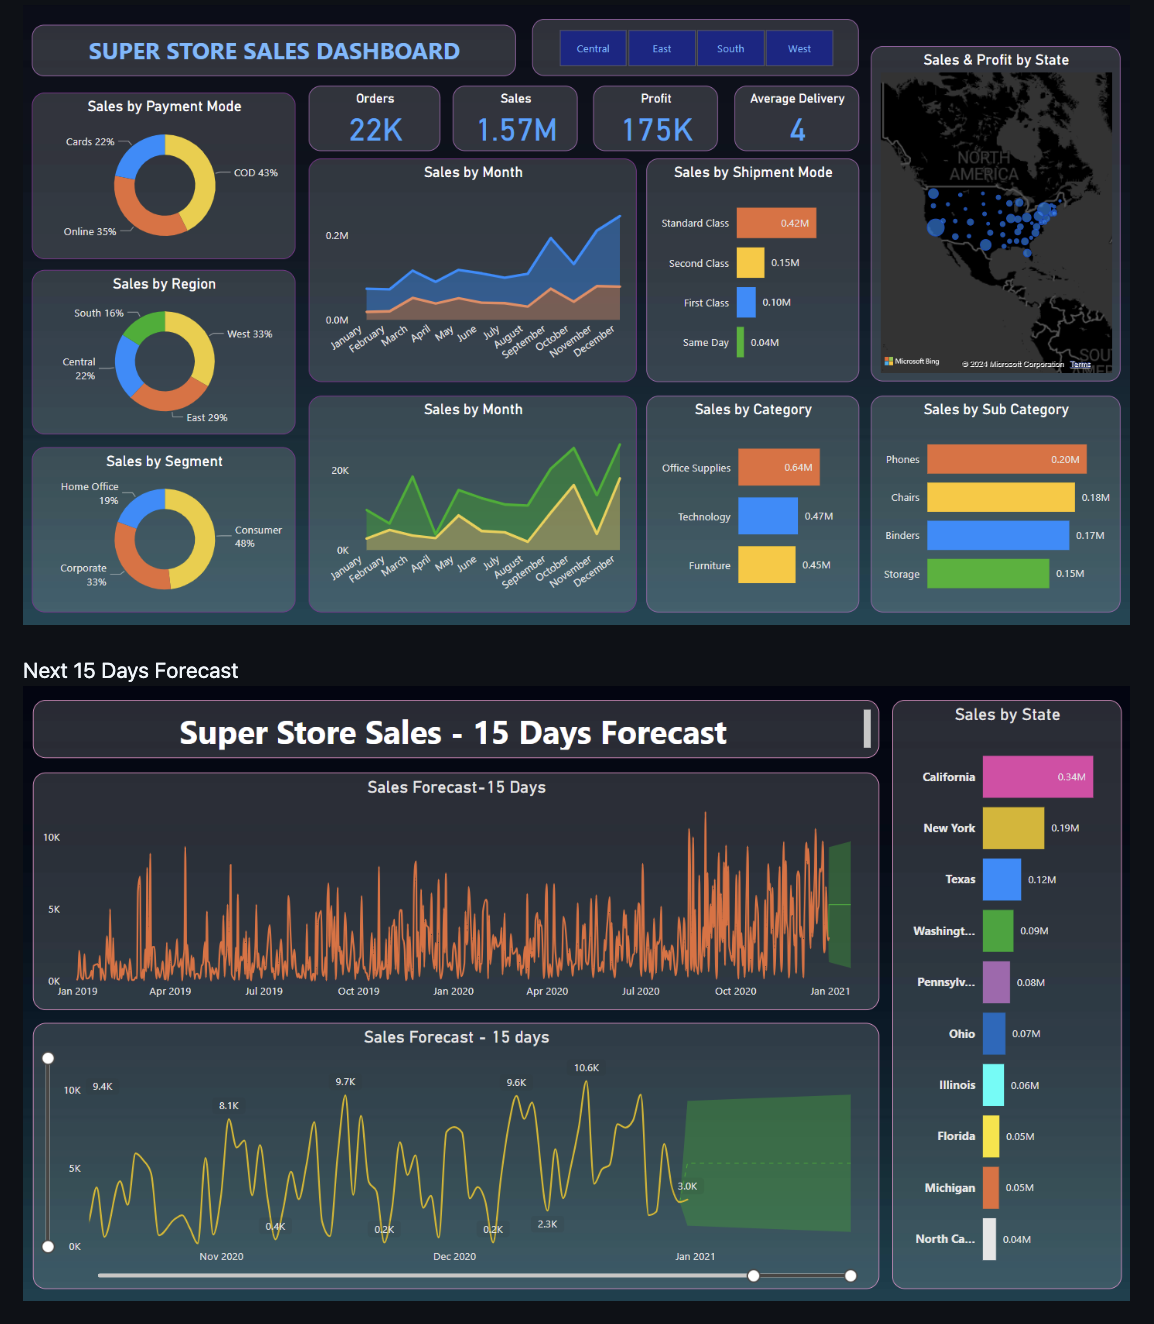 SUPER STORE SALES DASHBOARD
Central
East
South
West
Sales by Payment Mode
Cards 22%
COD 43%
Online 35%
Orders
22K
Sales
1.57M
Profit
175K
Average Delivery
4
Sales & Profit by State
NORTH
AMERICA
Microsoft Bing
© 2024 Microsoft Corporation
Terms
Sales by Month
0.2M
0.0M
January
February
March
April
May
June
July
August
September
October
November
December
Sales by Shipment Mode
Standard Class
0.42M
Second Class
0.15M
First Class
0.10M
Same Day
0.04M
Sales by Region
South 16%
West 33%
Central
22%
East 29%
Sales by Segment
Home Office
19%
Consumer
48%
Corporate
33%
Sales by Month
20K
0K
January
February
March
April
May
June
July
August
September
October
November
December
Sales by Category
Office Supplies
0.64M
Technology
0.47M
Furniture
0.45M
Sales by Sub Category
Phones
0.20M
Chairs
0.18M
Binders
0.17M
Storage
0.15M
Next 15 Days Forecast
Super Store Sales - 15 Days Forecast
Sales Forecast-15 Days
10K
5K
0K
Jan 2019
Apr 2019
Jul 2019
Oct 2019
Jan 2020
Apr 2020
Jul 2020
Oct 2020
Jan 2021
Sales Forecast - 15 days
10K
5K
0K
9.4K
8.1K
0.4K
9.7K
0.2K
0.2K
9.6K
2.3K
10.6K
3.0K
Nov 2020
Dec 2020
Jan 2021
Sales by State
California
0.34M
New York
0.19M
Texas
0.12M
Washingt...
0.09M
Pennsylv...
0.08M
Ohio
0.07M
Illinois
0.06M
Florida
0.05M
Michigan
0.05M
North Ca...
0.04M